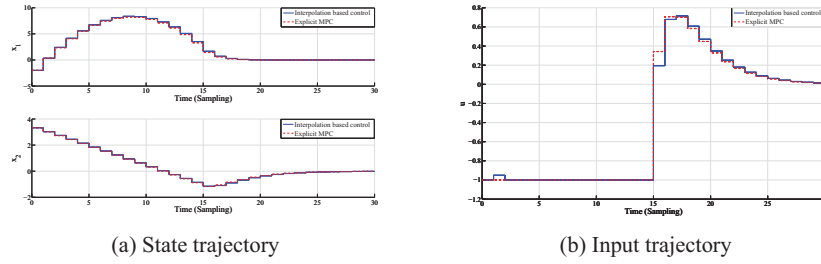 10
5
0
-5
x1
0 5 10 15 20 25 30
Time (Sampling)
Interpolation based control
Explicit MPC
4
2
0
-2
x2
0 5 10 15 20 25 30
Time (Sampling)
Interpolation based control
Explicit MPC
(a) State trajectory
0.8
0.6
0.4
0.2
0
-0.2
-0.4
-0.6
-0.8
-1
-1.2
u
0 5 10 15 20 25
Time (Sampling)
Interpolation based control
Explicit MPC
(b) Input trajectory